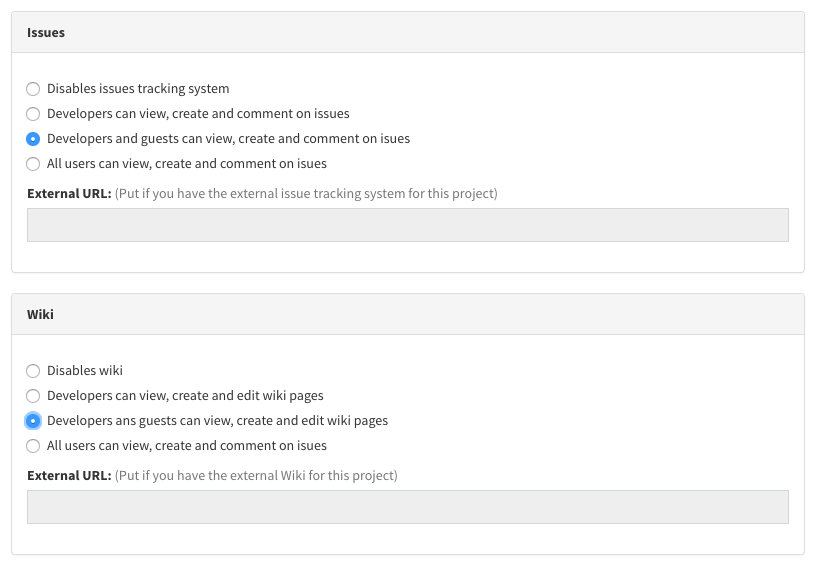 Issues
Disables issues tracking system
Developers can view, create and comment on issues
Developers and guests can view, create and comment on isues
All users can view, create and comment on isues
External URL: (Put if you have the external issue tracking system for this project)
Wiki
Disables wiki
Developers can view, create and edit wiki pages
Developers ans guests can view, create and edit wiki pages
All users can view, create and comment on isues
External URL: (Put if you have the external Wiki for this project)